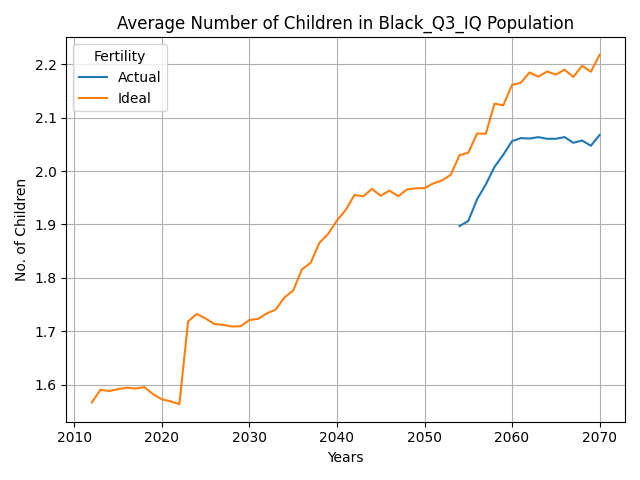 Average Number of Children in Black_Q3_IQ Population
Fertility
Actual
Ideal
No. of Children
2.2
2.1
2.0
1.9
1.8
1.7
1.6
2010 2020 2030 2040 2050 2060 2070
Years